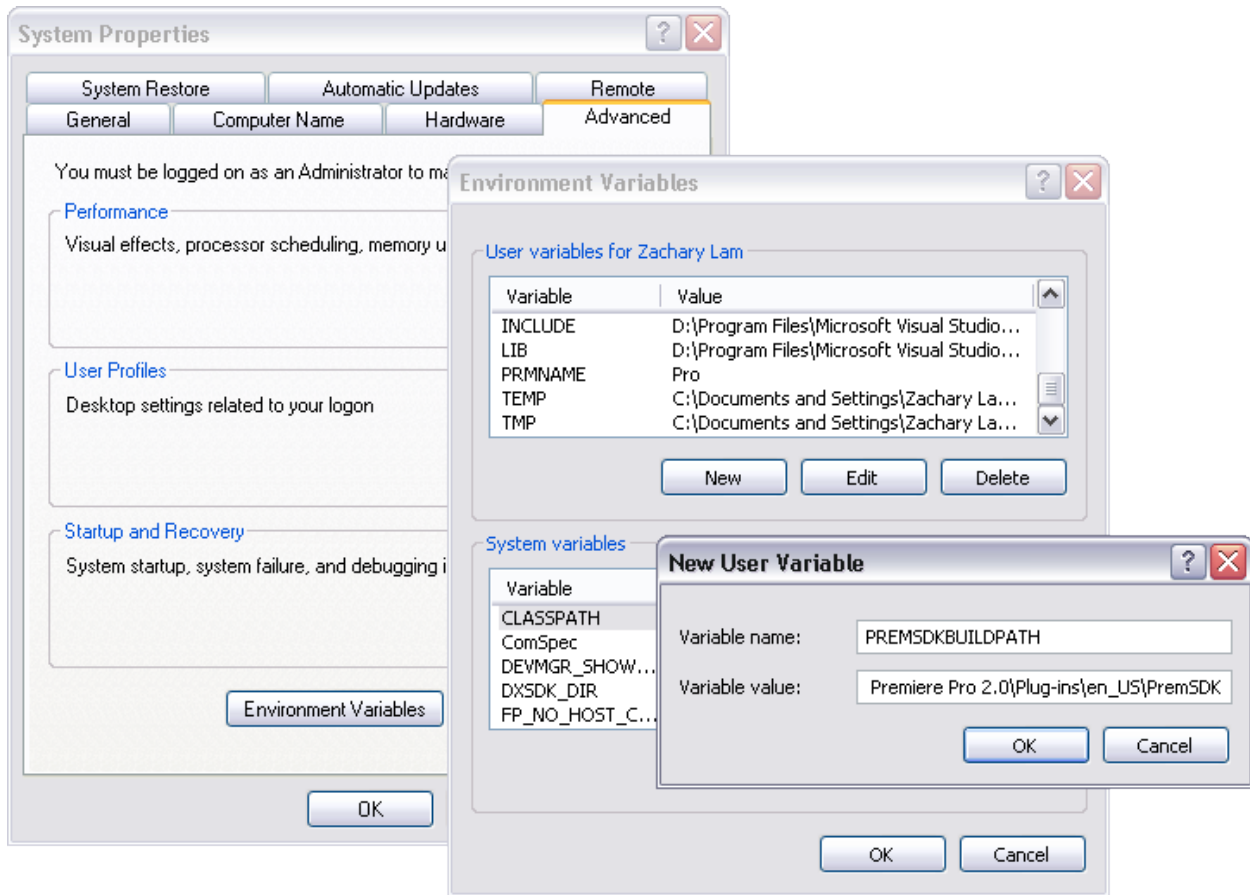 System Properties
System Restore Automatic Updates Remote
General Computer Name Hardware Advanced
You must be logged on as an Administrator to ma
Performance
Visual effects, processor scheduling, memory u
User Profiles
Desktop settings related to your logon
Startup and Recovery
System startup, system failure, and debugging i
Environment Variables
OK
Environment Variables
User variables for Zachary Lam
Variable Value
INCLUDE D:\Program Files\Microsoft Visual Studio...
LIB D:\Program Files\Microsoft Visual Studio...
PRMNAME Pro
TEMP C:\Documents and Settings\Zachary La...
TMP C:\Documents and Settings\Zachary La...
New Edit Delete
System variables
Variable
CLASSPATH
ComSpec
DEVMGR_SHOW...
DXSDK_DIR
FP_NO_HOST_C...
OK Cancel
New User Variable
Variable name: PREMSDKBUILDPATH
Variable value: Premiere Pro 2.0\Plug-ins\en_US\PremSDK
OK Cancel